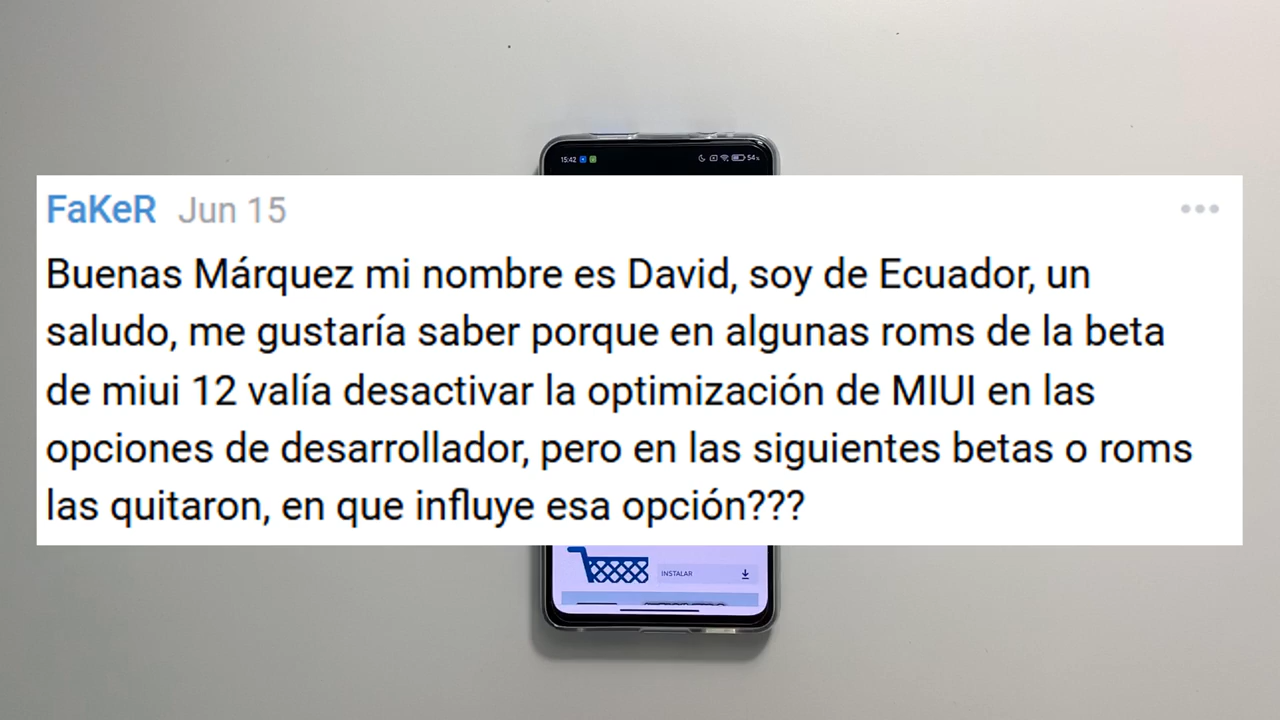 15:42
54%
FaKeR Jun 15
Buenas Márquez mi nombre es David, soy de Ecuador, un
saludo, me gustaría saber porque en algunas roms de la beta
de miui 12 valía desactivar la optimización de MIUI en las
opciones de desarrollador, pero en las siguientes betas o roms
las quitaron, en que influye esa opción???
INSTALAR